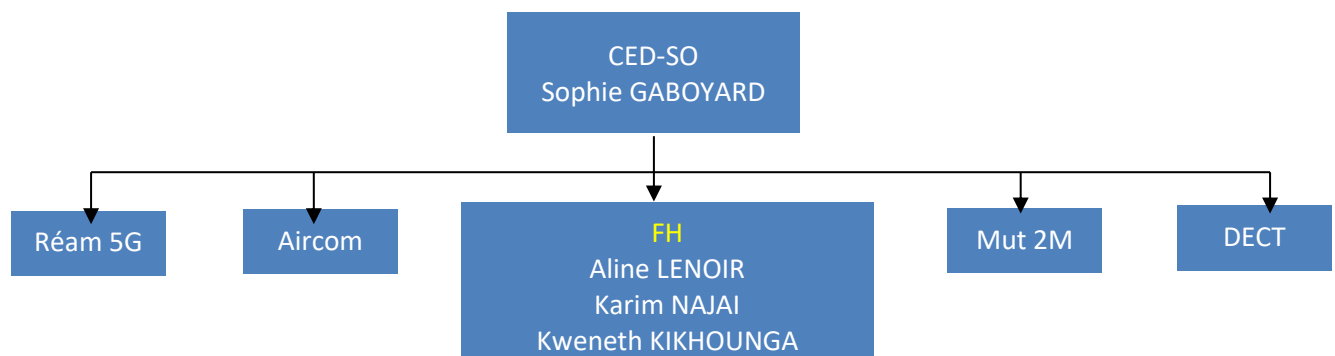 CED-SO
Sophie GABOYARD
Réam 5G
Aircom
FH
Aline LENOIR
Karim NAJAI
Kweneth KIKHOUNGA
Mut 2M
DECT